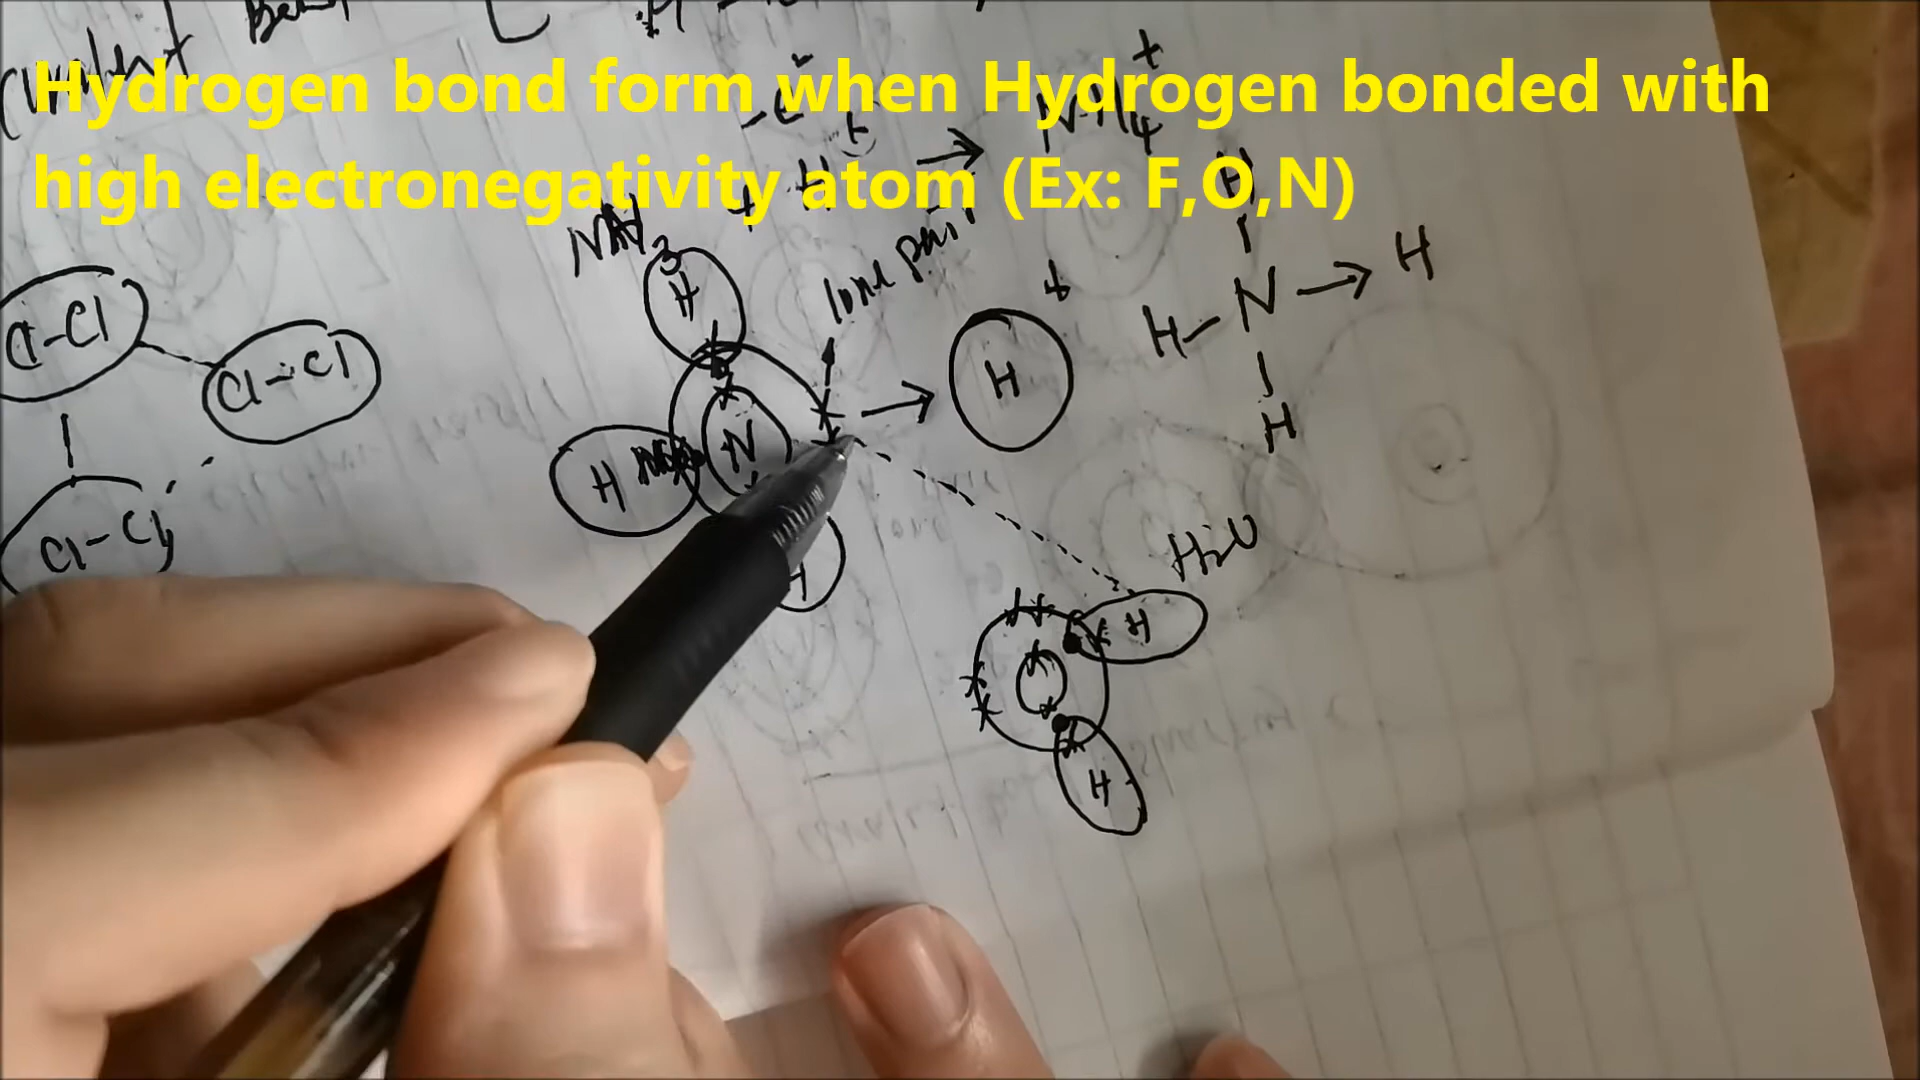 Hydrogen bond form when Hydrogen bonded with
high electronegativity atom (Ex: F,O,N)
NH3 + H+ → NH4+
lone pair
Cl-Cl
Cl-Cl
Cl-Cl
H
H
N
H
H +
H
H-N→H
H
H2O
H
H